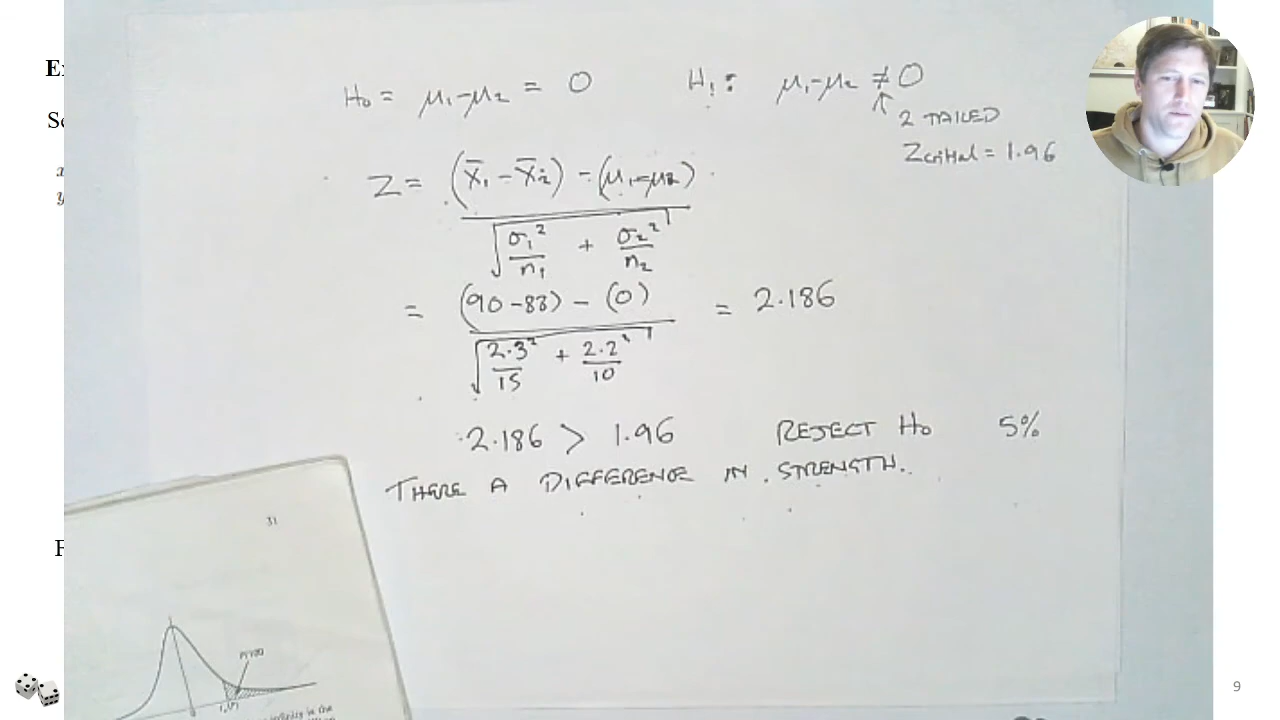 Ex
H₀ = μ₁-μ₂ = 0 H₁: μ₁-μ₂ ≠ 0
2 TAILED
Zcritical = 1.96
Z = (x̄₁ - x̄₂) - (μ₁-μ₂)
√ σ₁²/n₁ + σ₂²/n₂
= (90-88) - (0) = 2.186
√ 2.3²/15 + 2.2²/10
2.186 > 1.96 REJECT H₀ 5%
THERE A DIFFERENCE IN STRENGTH.
31
F
9